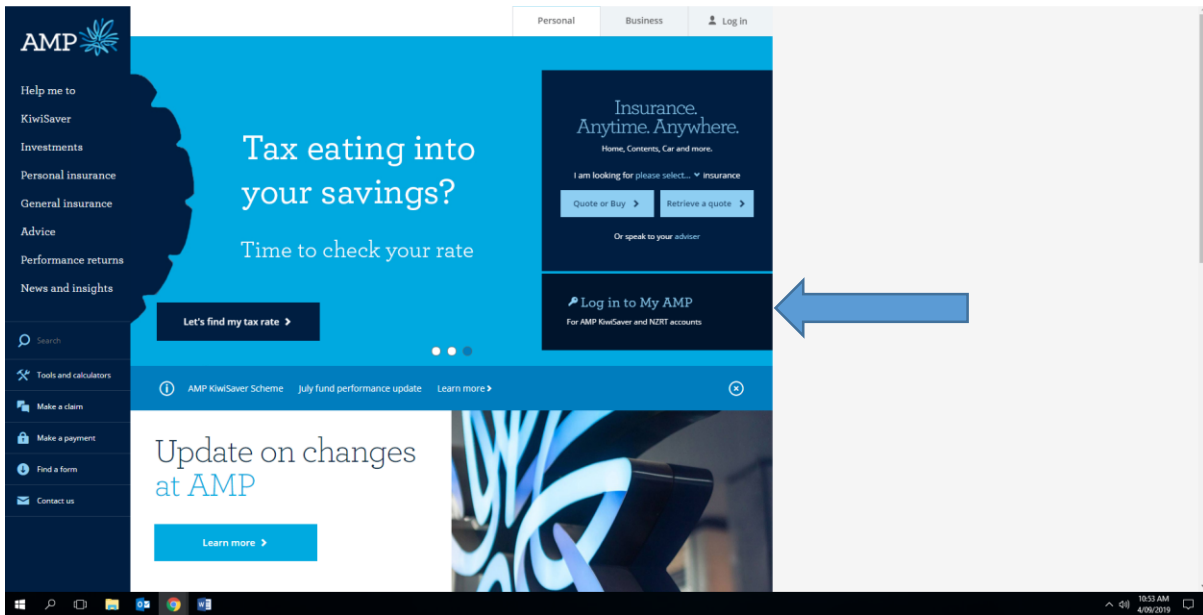 Personal
Business
Log in
AMP
Help me to
KiwiSaver
Investments
Personal insurance
General insurance
Advice
Performance returns
News and insights
Search
Tools and calculators
Make a claim
Make a payment
Find a form
Contact us
Tax eating into
your savings?
Time to check your rate
Let's find my tax rate
Insurance.
Anytime. Anywhere.
Home, Contents, Car and more.
I am looking for please select... insurance
Quote or Buy
Retrieve a quote
Or speak to your adviser
Log in to My AMP
For AMP KiwiSaver and NZRT accounts
AMP KiwiSaver Scheme July fund performance update Learn more
Update on changes
at AMP
Learn more
10:53 AM
4/09/2019